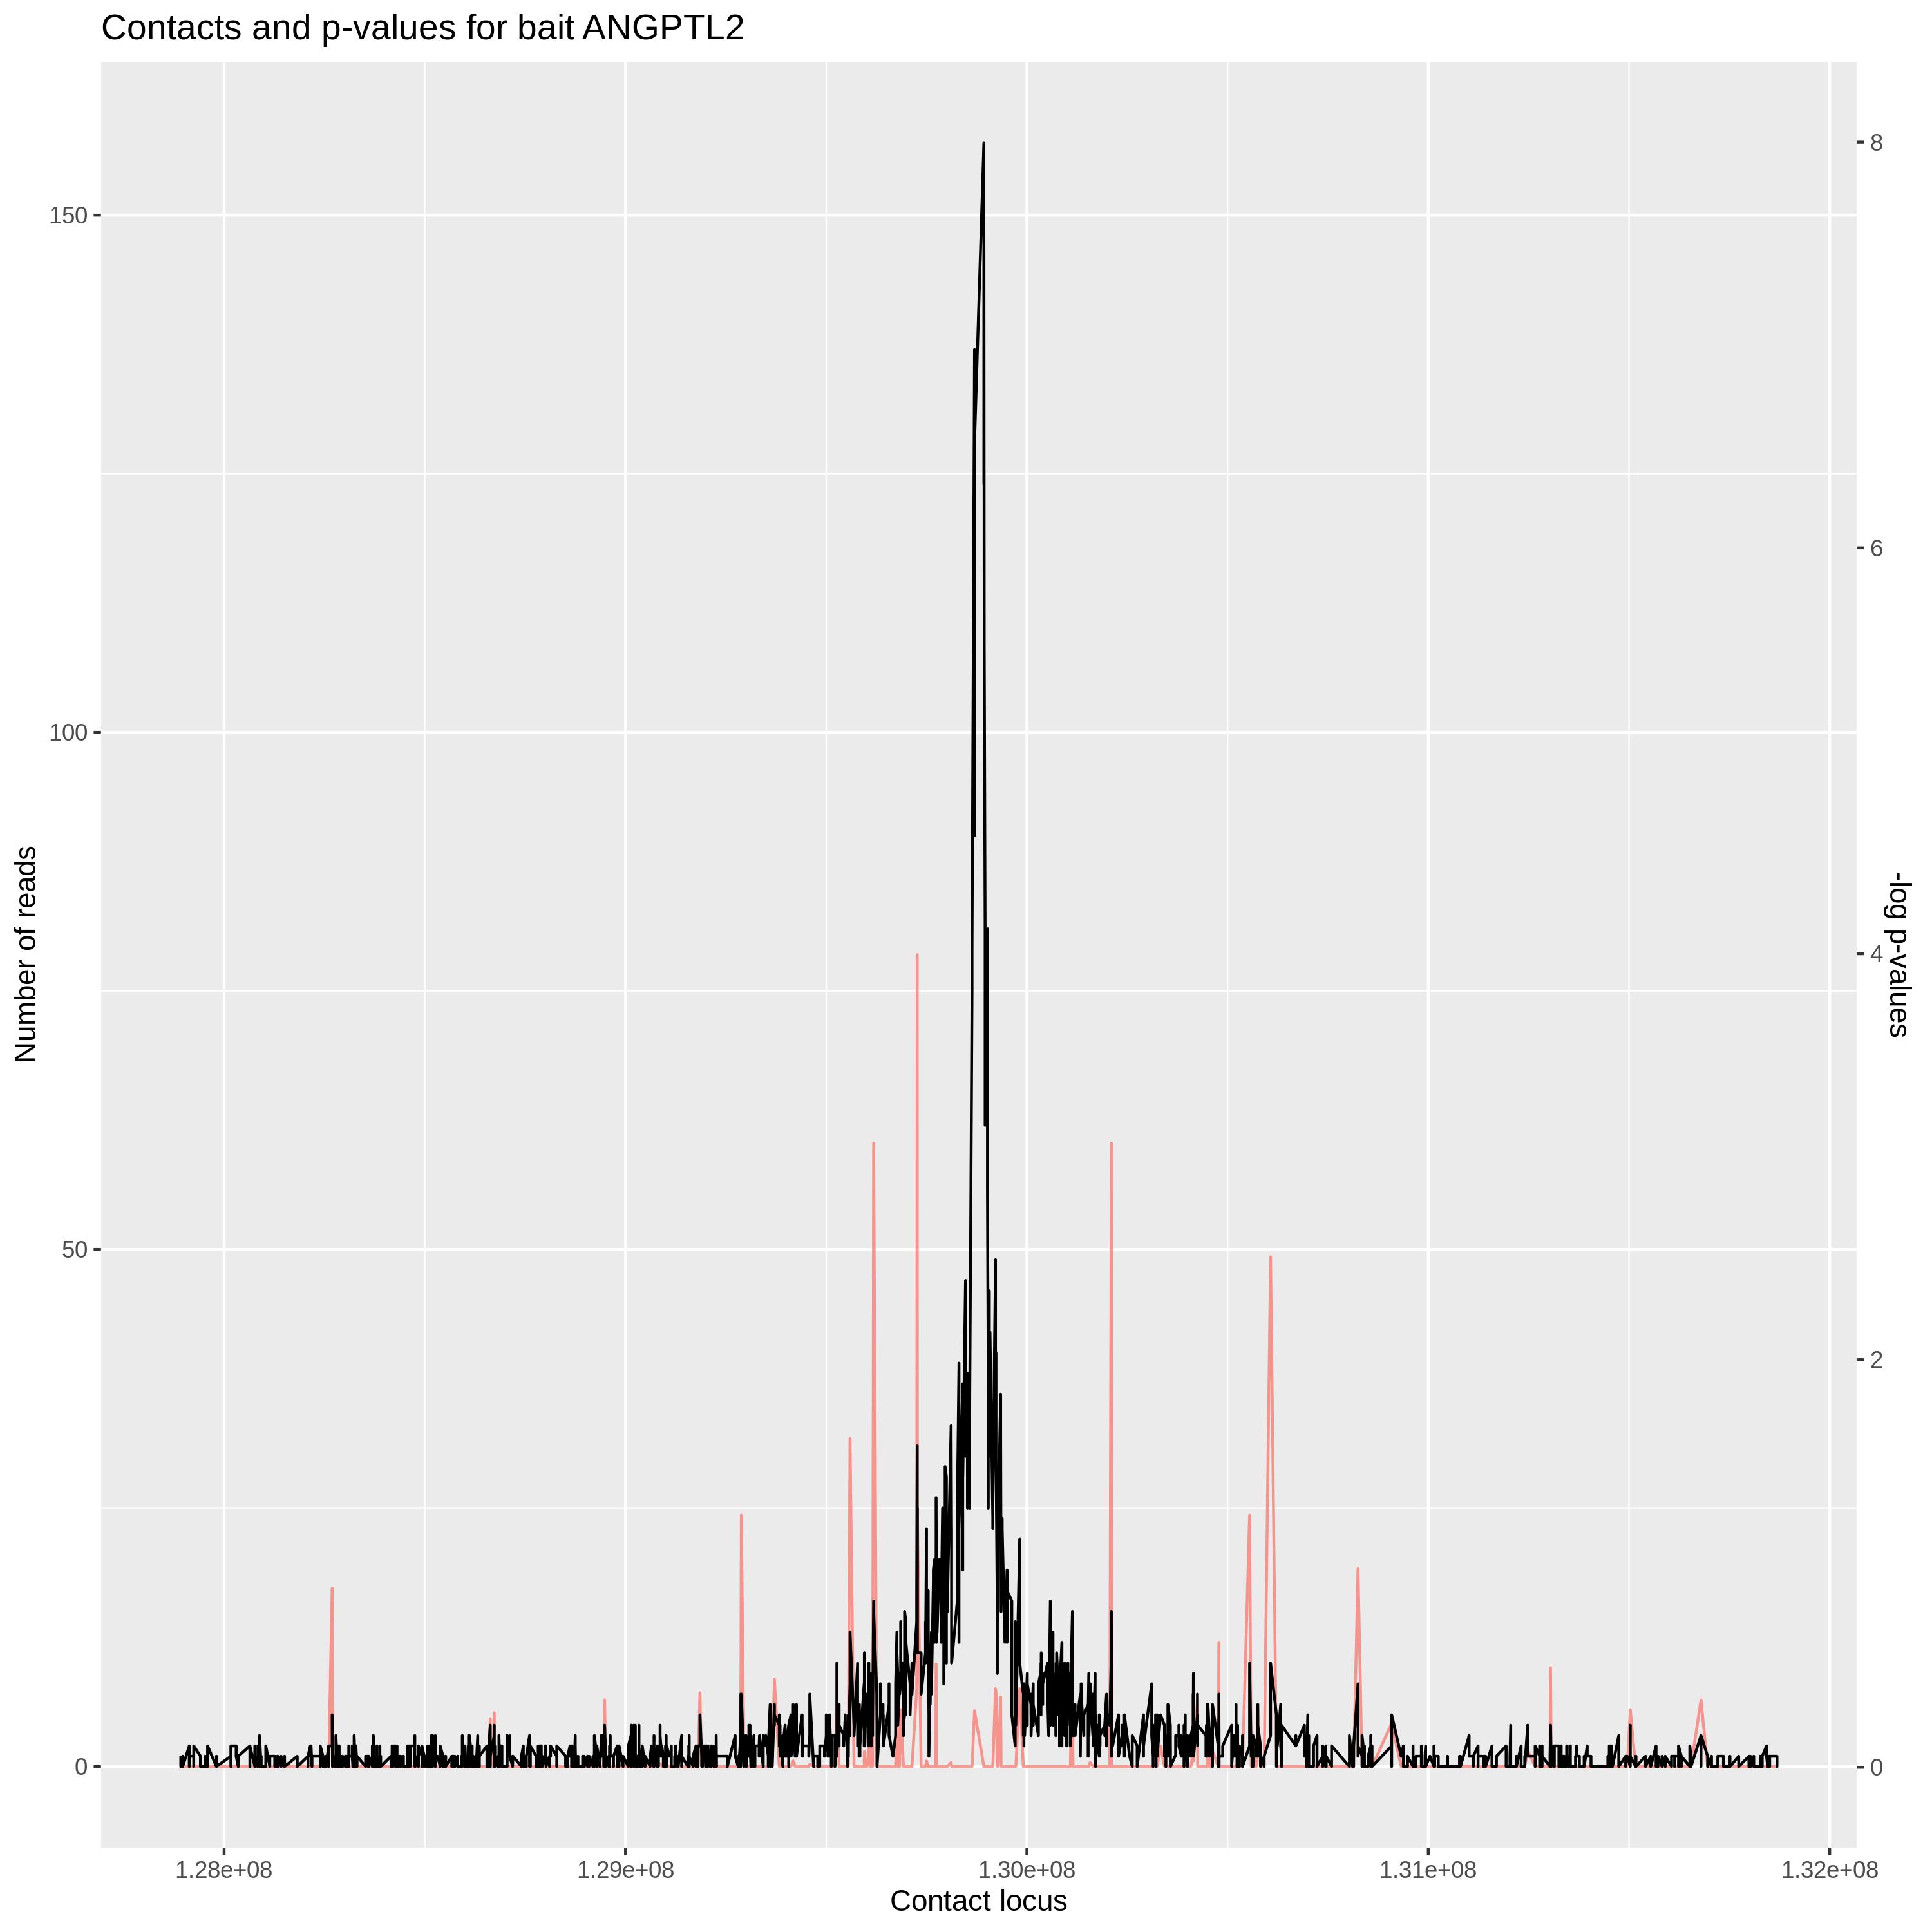 Contacts and p-values for bait ANGPTL2
150
100
50
0
Number of reads
8
6
4
2
0
-log p-values
1.28e+08
1.29e+08
1.30e+08
1.31e+08
1.32e+08
Contact locus